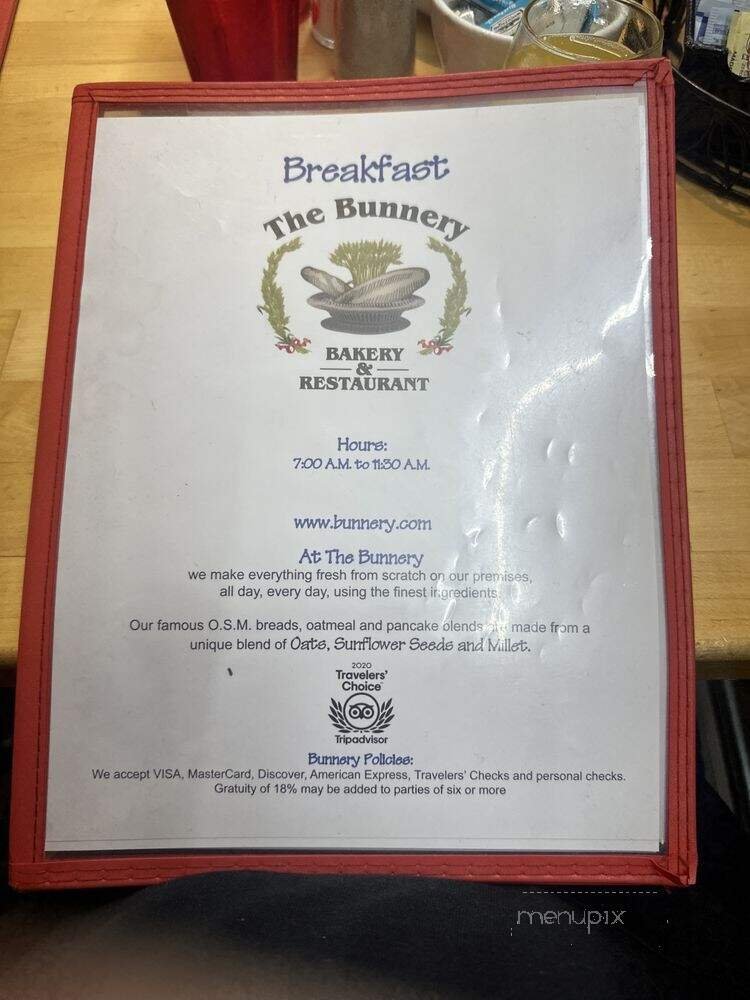 Breakfast
The Bunnery
BAKERY
&
RESTAURANT
Hours:
7:00 A.M. to 11:30 A.M.
www.bunnery.com
At The Bunnery
we make everything fresh from scratch on our premises,
all day, every day, using the finest ingredients.
Our famous O.S.M. breads, oatmeal and pancake blends are made from a
unique blend of Oats, Sunflower Seeds and Millet.
2020
Travelers'
Choice
Tripadvisor
Bunnery Policies:
We accept VISA, MasterCard, Discover, American Express, Travelers' Checks and personal checks.
Gratuity of 18% may be added to parties of six or more
menupix